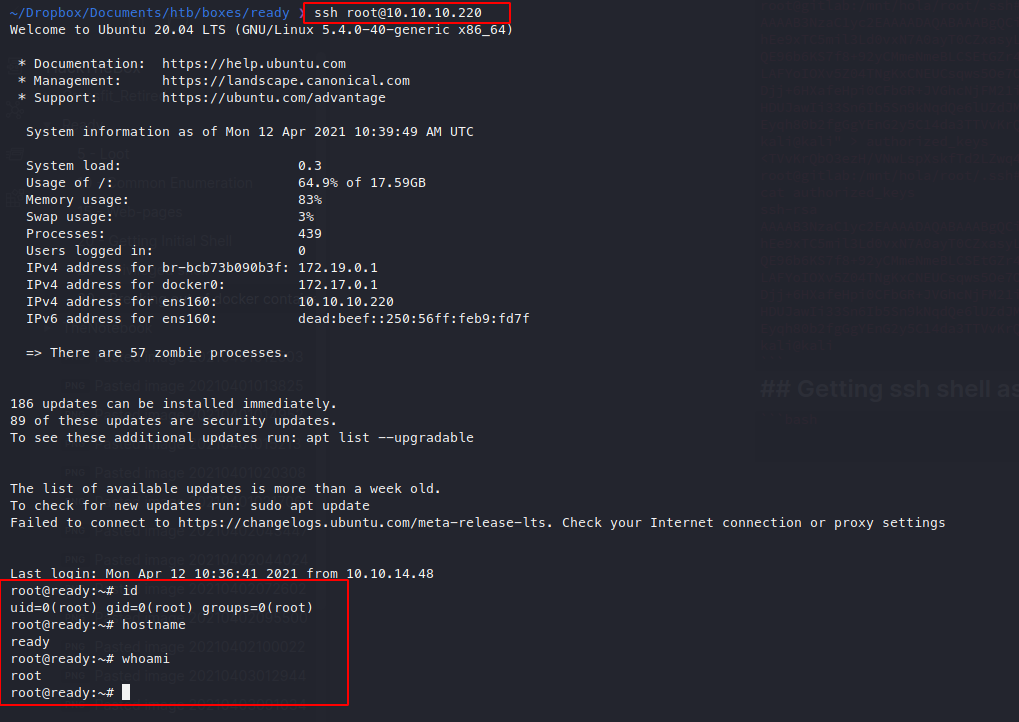 ~/Dropbox/Documents/htb/boxes/ready ❯ ssh root@10.10.10.220
Welcome to Ubuntu 20.04 LTS (GNU/Linux 5.4.0-40-generic x86_64)
* Documentation: https://help.ubuntu.com
* Management: https://landscape.canonical.com
* Support: https://ubuntu.com/advantage
System information as of Mon 12 Apr 2021 10:39:49 AM UTC
System load: 0.3
Usage of /: 64.9% of 17.59GB
Memory usage: 83%
Swap usage: 3%
Processes: 439
Users logged in: 0
IPv4 address for br-bcb73b090b3f: 172.19.0.1
IPv4 address for docker0: 172.17.0.1
IPv4 address for ens160: 10.10.10.220
IPv6 address for ens160: dead:beef::250:56ff:feb9:fd7f
=> There are 57 zombie processes.
186 updates can be installed immediately.
89 of these updates are security updates.
To see these additional updates run: apt list --upgradable
## Getting ssh shell as
The list of available updates is more than a week old.
To check for new updates run: sudo apt update
Failed to connect to https://changelogs.ubuntu.com/meta-release-lts. Check your Internet connection or proxy settings
Last login: Mon Apr 12 10:36:41 2021 from 10.10.14.48
root@ready:~# id
uid=0(root) gid=0(root) groups=0(root)
root@ready:~# hostname
ready
root@ready:~# whoami
root
root@ready:~#